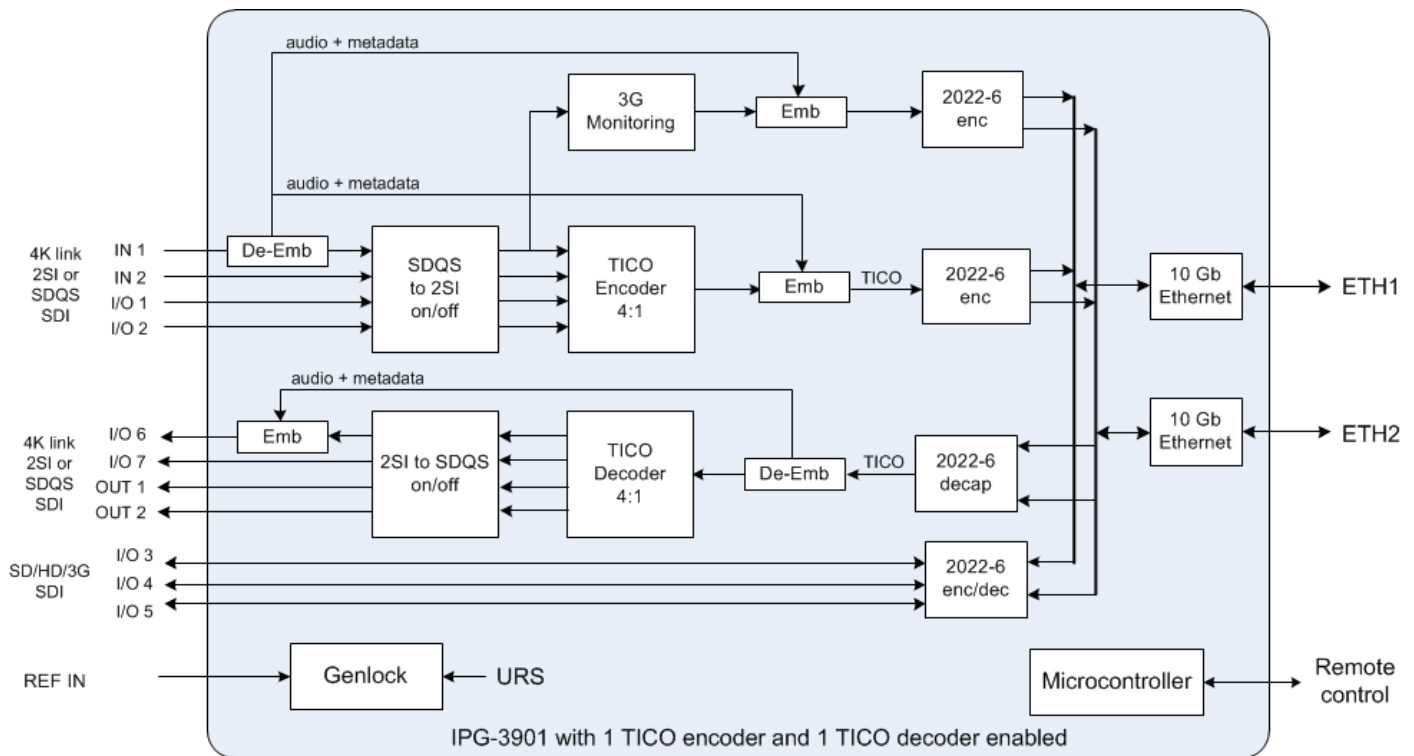 audio + metadata
3G
Monitoring
Emb
2022-6
enc
audio + metadata
4K link
2SI or
SDQS
SDI
IN 1
IN 2
I/O 1
I/O 2
De-Emb
SDQS
to 2SI
on/off
TICO
Encoder
4:1
Emb
TICO
2022-6
enc
10 Gb
Ethernet
ETH1
audio + metadata
4K link
2SI or
SDQS
SDI
I/O 6
I/O 7
OUT 1
OUT 2
Emb
2SI to SDQS
on/off
TICO
Decoder
4:1
De-Emb
TICO
2022-6
decap
10 Gb
Ethernet
ETH2
SD/HD/3G
SDI
I/O 3
I/O 4
I/O 5
2022-6
enc/dec
REF IN
Genlock
URS
Microcontroller
Remote
control
IPG-3901 with 1 TICO encoder and 1 TICO decoder enabled